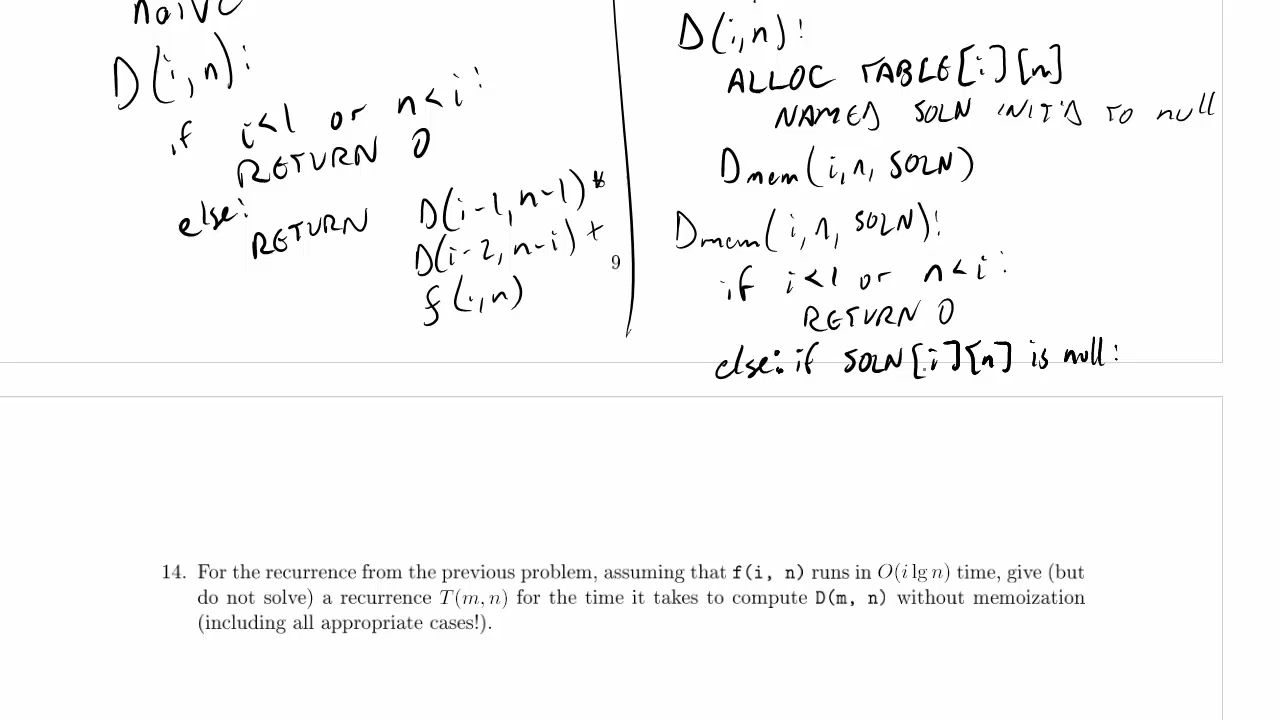 naive
D(i,n):
if i<1 or n<i:
RETURN 0
else:
RETURN D(i-1,n-1)*
D(i-2,n-i)+
f(i,n)
9
D(i,n):
ALLOC TABLE[i][n]
NAMED SOLN INIT'D TO null
Dmem(i,n,SOLN)
Dmem(i,n,SOLN):
if i<1 or n<i:
RETURN 0
else: if SOLN[i][n] is null:
14. For the recurrence from the previous problem, assuming that f(i, n) runs in O(i lg n) time, give (but
do not solve) a recurrence T(m, n) for the time it takes to compute D(m, n) without memoization
(including all appropriate cases!).